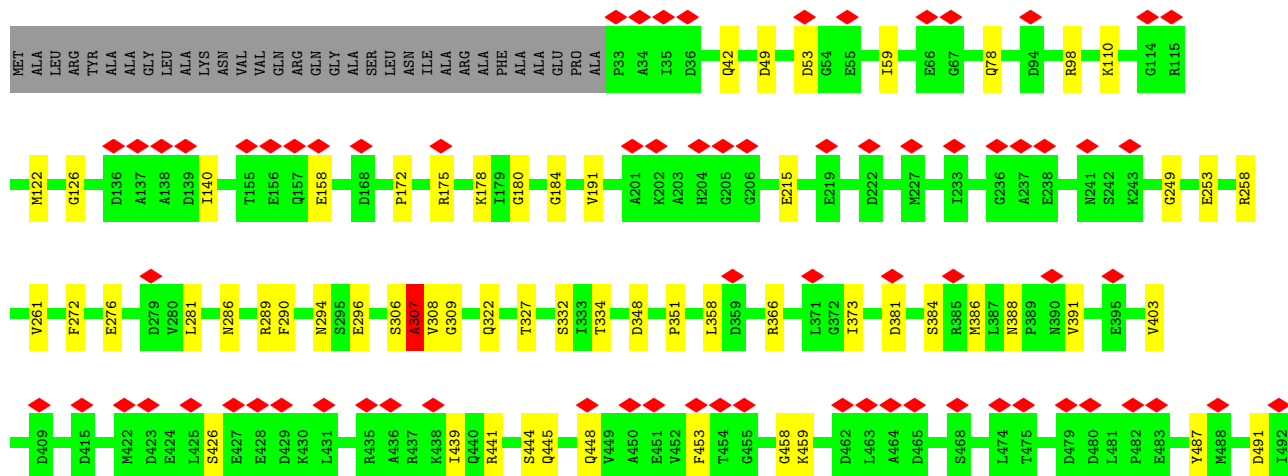 MET ALA LEU ARG TYR ALA ALA GLY LEU ALA LYS ASN VAL VAL GLN ARG GLN GLY ALA SER LEU ASN ILE ALA ARG ALA PHE ALA ALA GLU PRO ALA P33 A34 I35 D36 Q42 D49 D53 G54 E55 I59 E66 G67 Q78 D94 R98 K110 G114 R115
M122 G126 D136 A137 A138 D139 I140 T155 E156 Q157 E158 D168 P172 R175 K178 I179 G180 G184 V191 A201 K202 A203 H204 G205 G206 E215 E219 D222 M227 I233 G236 A237 E238 N241 S242 K243 G249 E253 R258
V261 F272 E276 D279 V280 L281 N286 R289 F290 N294 S295 E296 S306 A307 V308 G309 Q322 T327 S332 I333 T334 D348 P351 L358 D359 R366 L371 G372 I373 D381 S384 R385 M386 L387 N388 P389 N390 V391 E395 V403
D409 D415 M422 D423 E424 L425 S426 E427 E428 D429 K430 L431 R435 A436 R437 K438 I439 Q440 R441 S444 Q445 Q448 V449 A450 E451 V452 F453 T454 G455 G458 K459 D462 L463 A464 D465 S468 L474 T475 D479 D480 L481 P482 E483 Y487 M488 D491 I492